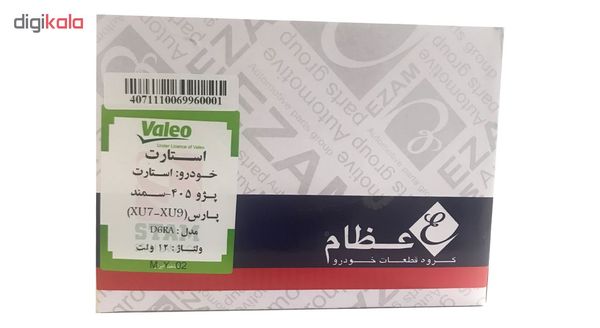 digikala
4071110069960001
Valeo
Under Licence of Valeo
استارت
خودرو: استارت
پژو ۴۰۵-سمند
پارس(XU7-XU9)
مدل: D6RA
ولتاژ: ۱۲ ولت
M Y 02
عظام
گروه قطعات خودرو
EZAM
Automotive
parts group